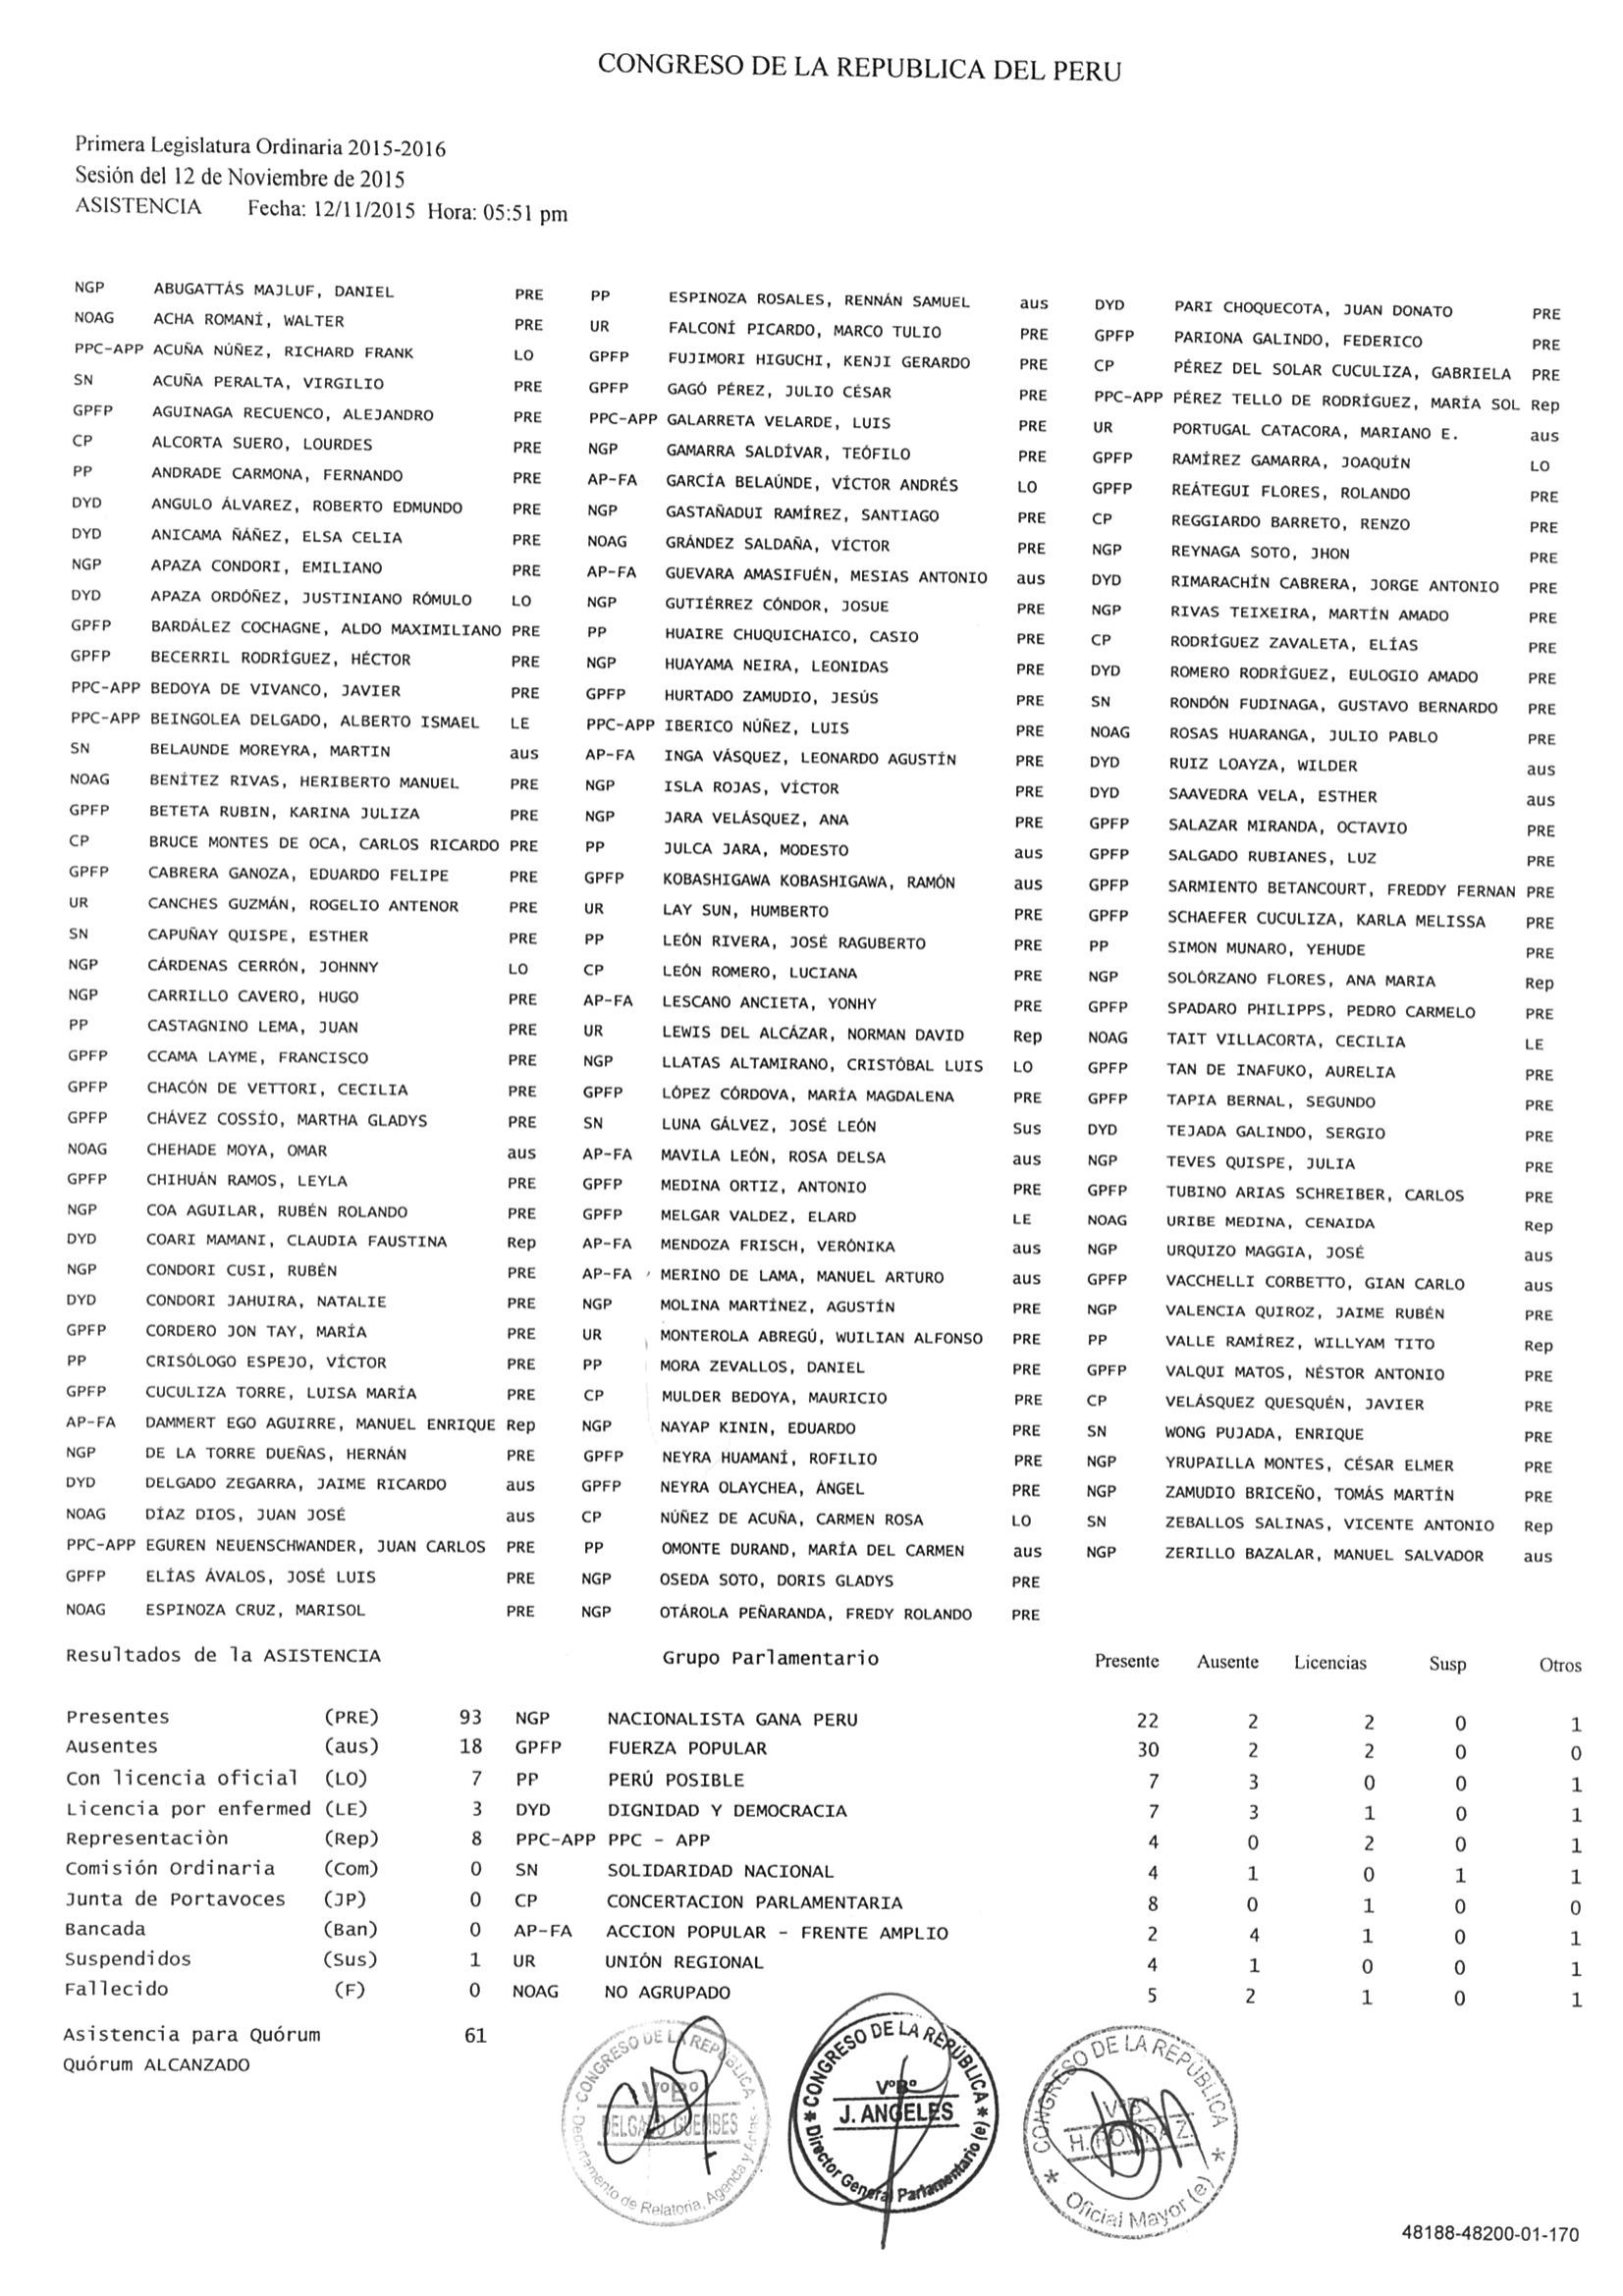 CONGRESO DE LA REPUBLICA DEL PERU
Primera Legislatura Ordinaria 2015-2016
Sesión del 12 de Noviembre de 2015
ASISTENCIA Fecha: 12/11/2015 Hora: 05:51 pm
NGP ABUGATTÁS MAJLUF, DANIEL PRE
NOAG ACHA ROMANÍ, WALTER PRE
PPC-APP ACUÑA NÚÑEZ, RICHARD FRANK LO
SN ACUÑA PERALTA, VIRGILIO PRE
GPFP AGUINAGA RECUENCO, ALEJANDRO PRE
CP ALCORTA SUERO, LOURDES PRE
PP ANDRADE CARMONA, FERNANDO PRE
DYD ANGULO ÁLVAREZ, ROBERTO EDMUNDO PRE
DYD ANICAMA ÑÁÑEZ, ELSA CELIA PRE
NGP APAZA CONDORI, EMILIANO PRE
DYD APAZA ORDÓÑEZ, JUSTINIANO RÓMULO LO
GPFP BARDÁLEZ COCHAGNE, ALDO MAXIMILIANO PRE
GPFP BECERRIL RODRÍGUEZ, HÉCTOR PRE
PPC-APP BEDOYA DE VIVANCO, JAVIER PRE
PPC-APP BEINGOLEA DELGADO, ALBERTO ISMAEL LE
SN BELAUNDE MOREYRA, MARTIN aus
NOAG BENÍTEZ RIVAS, HERIBERTO MANUEL PRE
GPFP BETETA RUBIN, KARINA JULIZA PRE
CP BRUCE MONTES DE OCA, CARLOS RICARDO PRE
GPFP CABRERA GANOZA, EDUARDO FELIPE PRE
UR CANCHES GUZMÁN, ROGELIO ANTENOR PRE
SN CAPUÑAY QUISPE, ESTHER PRE
NGP CÁRDENAS CERRÓN, JOHNNY LO
NGP CARRILLO CAVERO, HUGO PRE
PP CASTAGNINO LEMA, JUAN PRE
GPFP CCAMA LAYME, FRANCISCO PRE
GPFP CHACÓN DE VETTORI, CECILIA PRE
GPFP CHÁVEZ COSSÍO, MARTHA GLADYS PRE
NOAG CHEHADE MOYA, OMAR aus
GPFP CHIHUÁN RAMOS, LEYLA PRE
NGP COA AGUILAR, RUBÉN ROLANDO PRE
DYD COARI MAMANI, CLAUDIA FAUSTINA Rep
NGP CONDORI CUSI, RUBÉN PRE
DYD CONDORI JAHUIRA, NATALIE PRE
GPFP CORDERO JON TAY, MARÍA PRE
PP CRISÓLOGO ESPEJO, VÍCTOR PRE
GPFP CUCULIZA TORRE, LUISA MARÍA PRE
AP-FA DAMMERT EGO AGUIRRE, MANUEL ENRIQUE Rep
NGP DE LA TORRE DUEÑAS, HERNÁN PRE
DYD DELGADO ZEGARRA, JAIME RICARDO aus
NOAG DÍAZ DIOS, JUAN JOSÉ aus
PPC-APP EGUREN NEUENSCHWANDER, JUAN CARLOS PRE
GPFP ELÍAS ÁVALOS, JOSÉ LUIS PRE
NOAG ESPINOZA CRUZ, MARISOL PRE
PP ESPINOZA ROSALES, RENNÁN SAMUEL aus
UR FALCONÍ PICARDO, MARCO TULIO PRE
GPFP FUJIMORI HIGUCHI, KENJI GERARDO PRE
GPFP GAGÓ PÉREZ, JULIO CÉSAR PRE
PPC-APP GALARRETA VELARDE, LUIS PRE
NGP GAMARRA SALDÍVAR, TEÓFILO PRE
AP-FA GARCÍA BELAÚNDE, VÍCTOR ANDRÉS LO
NGP GASTAÑADUI RAMÍREZ, SANTIAGO PRE
NOAG GRÁNDEZ SALDAÑA, VÍCTOR PRE
AP-FA GUEVARA AMASIFUÉN, MESIAS ANTONIO aus
NGP GUTIÉRREZ CÓNDOR, JOSUE PRE
PP HUAIRE CHUQUICHAICO, CASIO PRE
NGP HUAYAMA NEIRA, LEONIDAS PRE
GPFP HURTADO ZAMUDIO, JESÚS PRE
PPC-APP IBERICO NÚÑEZ, LUIS PRE
AP-FA INGA VÁSQUEZ, LEONARDO AGUSTÍN PRE
NGP ISLA ROJAS, VÍCTOR PRE
NGP JARA VELÁSQUEZ, ANA PRE
PP JULCA JARA, MODESTO aus
GPFP KOBASHIGAWA KOBASHIGAWA, RAMÓN aus
UR LAY SUN, HUMBERTO PRE
PP LEÓN RIVERA, JOSÉ RAGUBERTO PRE
CP LEÓN ROMERO, LUCIANA PRE
AP-FA LESCANO ANCIETA, YONHY PRE
UR LEWIS DEL ALCÁZAR, NORMAN DAVID Rep
NGP LLATAS ALTAMIRANO, CRISTÓBAL LUIS LO
GPFP LÓPEZ CÓRDOVA, MARÍA MAGDALENA PRE
SN LUNA GÁLVEZ, JOSÉ LEÓN Sus
AP-FA MAVILA LEÓN, ROSA DELSA aus
GPFP MEDINA ORTIZ, ANTONIO PRE
GPFP MELGAR VALDEZ, ELARD LE
AP-FA MENDOZA FRISCH, VERÓNIKA aus
AP-FA MERINO DE LAMA, MANUEL ARTURO aus
NGP MOLINA MARTÍNEZ, AGUSTÍN PRE
UR MONTEROLA ABREGÚ, WUILIAN ALFONSO PRE
PP MORA ZEVALLOS, DANIEL PRE
CP MULDER BEDOYA, MAURICIO PRE
NGP NAYAP KININ, EDUARDO PRE
GPFP NEYRA HUAMANÍ, ROFILIO PRE
GPFP NEYRA OLAYCHEA, ÁNGEL PRE
CP NÚÑEZ DE ACUÑA, CARMEN ROSA LO
PP OMONTE DURAND, MARÍA DEL CARMEN aus
NGP OSEDA SOTO, DORIS GLADYS PRE
NGP OTÁROLA PEÑARANDA, FREDY ROLANDO PRE
DYD PARI CHOQUECOTA, JUAN DONATO PRE
GPFP PARIONA GALINDO, FEDERICO PRE
CP PÉREZ DEL SOLAR CUCULIZA, GABRIELA PRE
PPC-APP PÉREZ TELLO DE RODRÍGUEZ, MARÍA SOL Rep
UR PORTUGAL CATACORA, MARIANO E. aus
GPFP RAMÍREZ GAMARRA, JOAQUÍN LO
GPFP REÁTEGUI FLORES, ROLANDO PRE
CP REGGIARDO BARRETO, RENZO PRE
NGP REYNAGA SOTO, JHON PRE
DYD RIMARACHÍN CABRERA, JORGE ANTONIO PRE
NGP RIVAS TEIXEIRA, MARTÍN AMADO PRE
CP RODRÍGUEZ ZAVALETA, ELÍAS PRE
DYD ROMERO RODRÍGUEZ, EULOGIO AMADO PRE
SN RONDÓN FUDINAGA, GUSTAVO BERNARDO PRE
NOAG ROSAS HUARANGA, JULIO PABLO PRE
DYD RUIZ LOAYZA, WILDER aus
DYD SAAVEDRA VELA, ESTHER aus
GPFP SALAZAR MIRANDA, OCTAVIO PRE
GPFP SALGADO RUBIANES, LUZ PRE
GPFP SARMIENTO BETANCOURT, FREDDY FERNAN PRE
GPFP SCHAEFER CUCULIZA, KARLA MELISSA PRE
PP SIMON MUNARO, YEHUDE PRE
NGP SOLÓRZANO FLORES, ANA MARIA Rep
GPFP SPADARO PHILIPPS, PEDRO CARMELO PRE
NOAG TAIT VILLACORTA, CECILIA LE
GPFP TAN DE INAFUKO, AURELIA PRE
GPFP TAPIA BERNAL, SEGUNDO PRE
DYD TEJADA GALINDO, SERGIO PRE
NGP TEVES QUISPE, JULIA PRE
GPFP TUBINO ARIAS SCHREIBER, CARLOS PRE
NOAG URIBE MEDINA, CENAIDA Rep
NGP URQUIZO MAGGIA, JOSÉ aus
GPFP VACCHELLI CORBETTO, GIAN CARLO aus
NGP VALENCIA QUIROZ, JAIME RUBÉN PRE
PP VALLE RAMÍREZ, WILLYAM TITO Rep
GPFP VALQUI MATOS, NÉSTOR ANTONIO PRE
CP VELÁSQUEZ QUESQUÉN, JAVIER PRE
SN WONG PUJADA, ENRIQUE PRE
NGP YRUPAILLA MONTES, CÉSAR ELMER PRE
NGP ZAMUDIO BRICEÑO, TOMÁS MARTÍN PRE
SN ZEBALLOS SALINAS, VICENTE ANTONIO Rep
NGP ZERILLO BAZALAR, MANUEL SALVADOR aus
Resultados de la ASISTENCIA Grupo Parlamentario Presente Ausente Licencias Susp Otros
Presentes (PRE) 93 NGP NACIONALISTA GANA PERU 22 2 2 0 1
Ausentes (aus) 18 GPFP FUERZA POPULAR 30 2 2 0 0
Con licencia oficial (LO) 7 PP PERÚ POSIBLE 7 3 0 0 1
Licencia por enfermed (LE) 3 DYD DIGNIDAD Y DEMOCRACIA 7 3 1 0 1
Representaciòn (Rep) 8 PPC-APP PPC - APP 4 0 2 0 1
Comisión Ordinaria (Com) 0 SN SOLIDARIDAD NACIONAL 4 1 0 1 1
Junta de Portavoces (JP) 0 CP CONCERTACION PARLAMENTARIA 8 0 1 0 0
Bancada (Ban) 0 AP-FA ACCION POPULAR - FRENTE AMPLIO 2 4 1 0 1
Suspendidos (Sus) 1 UR UNIÓN REGIONAL 4 1 0 0 1
Fallecido (F) 0 NOAG NO AGRUPADO 5 2 1 0 1
Asistencia para Quórum 61
Quórum ALCANZADO
- CONGRESO DE LA REPÚBLICA -
VºBº
DELGADO GUEMBES
Departamento de Relatoria, Agenda y Actas
* CONGRESO DE LA REPÚBLICA *
VºBº
J. ANGELES
Director General Parlamentario (e)
* CONGRESO DE LA REPÚBLICA *
VºBº
Oficial Mayor (e)
48188-48200-01-170